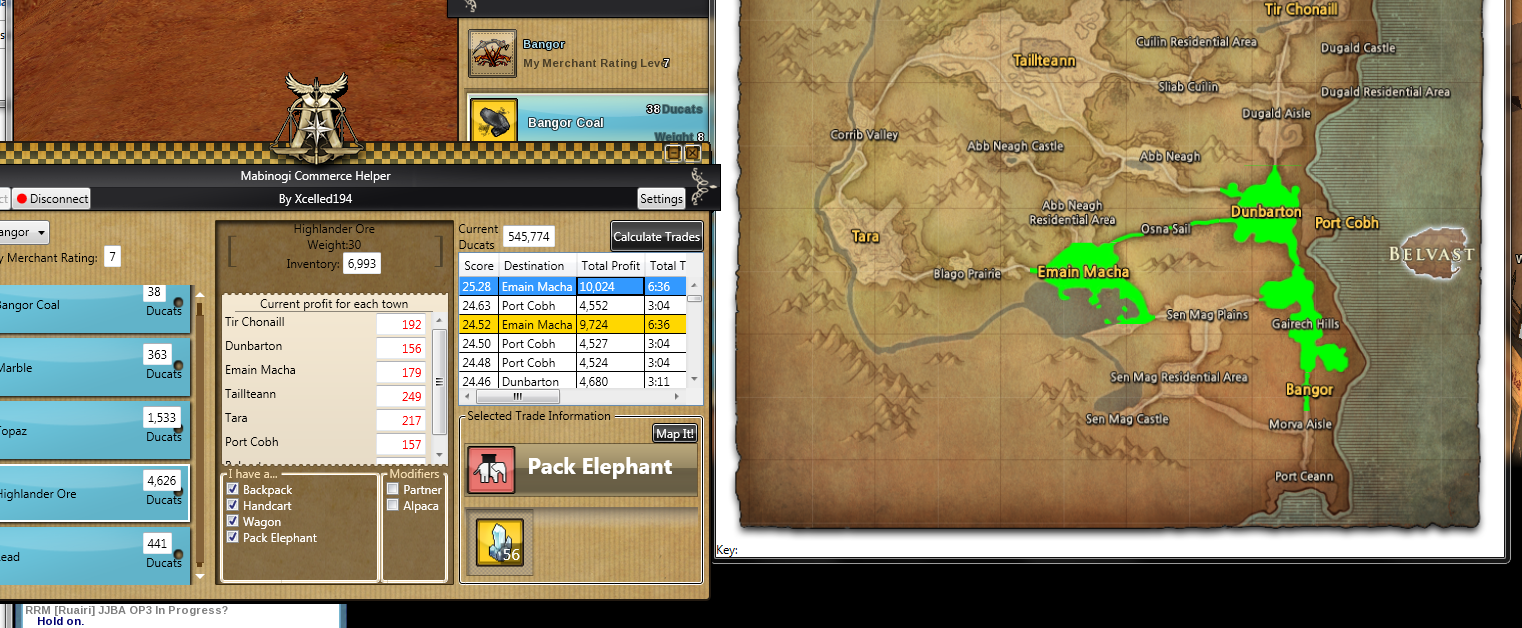 Bangor
My Merchant Rating Leve7
38 Ducats
Bangor Coal
Weight 8
Mabinogi Commerce Helper
Disconnect
By Xcelled194
Settings
angor
Merchant Rating: 7
Bangor Coal
38
Ducats
Marble
363
Ducats
Topaz
1,533
Ducats
Highlander Ore
4,626
Ducats
ead
441
Ducats
Highlander Ore
Weight:30
Inventory: 6,993
Current profit for each town
Tir Chonaill 192
Dunbarton 156
Emain Macha 179
Taillteann 249
Tara 217
Port Cobh 157
I have a...
Backpack
Handcart
Wagon
Pack Elephant
Modifiers
Partner
Alpaca
Current
Ducats
545,774
Calculate Trades
Score Destination Total Profit Total T
25.28 Emain Macha 10,024 6:36
24.63 Port Cobh 4,552 3:04
24.52 Emain Macha 9,724 6:36
24.50 Port Cobh 4,527 3:04
24.48 Port Cobh 4,524 3:04
24.46 Dunbarton 4,680 3:11
Selected Trade Information
Map It!
Pack Elephant
56
RRM [Ruairi] JJBA OP3 In Progress?
Hold on.
Tir Chonaill
Cuilin Residential Area
Dugald Castle
Taillteann
Sliab Cuilin
Dugald Residential Area
Dugald Aisle
Corrib Valley
Abb Neagh Castle
Abb Neagh
Abb Neagh
Residential Area
Dunbarton
Port Cobh
Osna Sail
Tara
BELVAST
Blago Prairie
Emain Macha
Sen Mag Plains
Gairech Hills
Sen Mag Residential Area
Bangor
Sen Mag Castle
Morva Aisle
Port Ceann
Key: